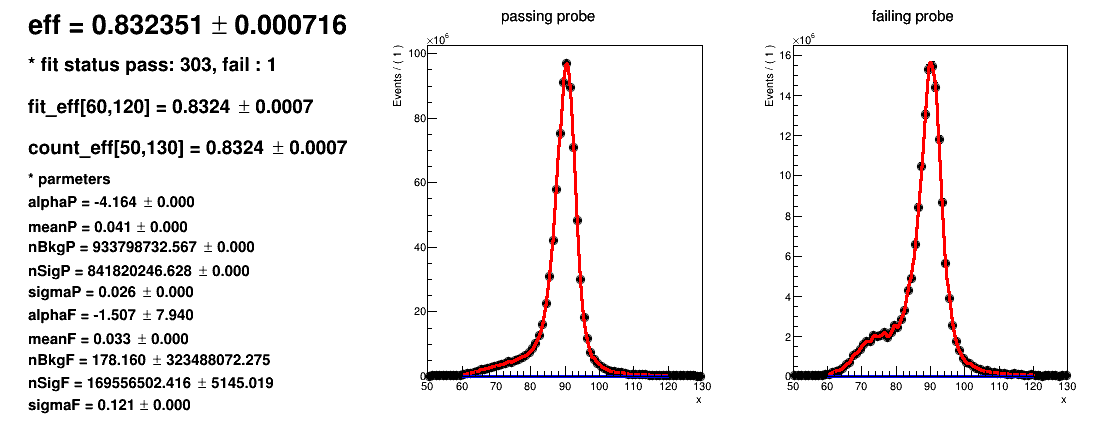 eff = 0.832351 ± 0.000716
* fit status pass: 303, fail : 1
fit_eff[60,120] = 0.8324 ± 0.0007
count_eff[50,130] = 0.8324 ± 0.0007
* parmeters
alphaP = -4.164 ± 0.000
meanP = 0.041 ± 0.000
nBkgP = 933798732.567 ± 0.000
nSigP = 841820246.628 ± 0.000
sigmaP = 0.026 ± 0.000
alphaF = -1.507 ± 7.940
meanF = 0.033 ± 0.000
nBkgF = 178.160 ± 323488072.275
nSigF = 169556502.416 ± 5145.019
sigmaF = 0.121 ± 0.000
passing probe
×10⁶
Events / ( 1 )
100
80
60
40
20
0
50 60 70 80 90 100 110 120 130
x
failing probe
×10⁶
Events / ( 1 )
16
14
12
10
8
6
4
2
0
50 60 70 80 90 100 110 120 130
x